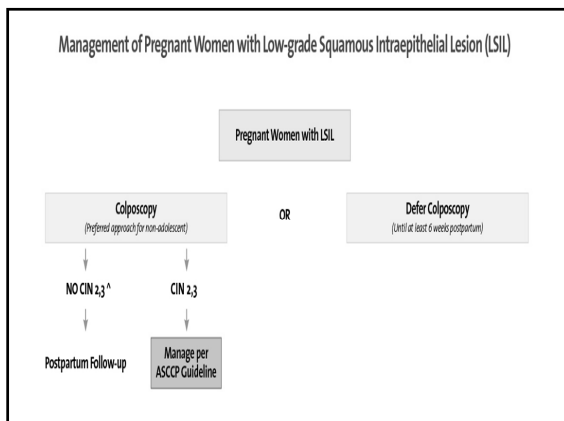 Management of Pregnant Women with Low-grade Squamous Intraepithelial Lesion (LSIL)
Pregnant Women with LSIL
Colposcopy
(Preferred approach for non-adolescent)
OR
Defer Colposcopy
(Until at least 6 weeks postpartum)
NO CIN 2,3 ^
CIN 2,3
Postpartum Follow-up
Manage per
ASCCP Guideline